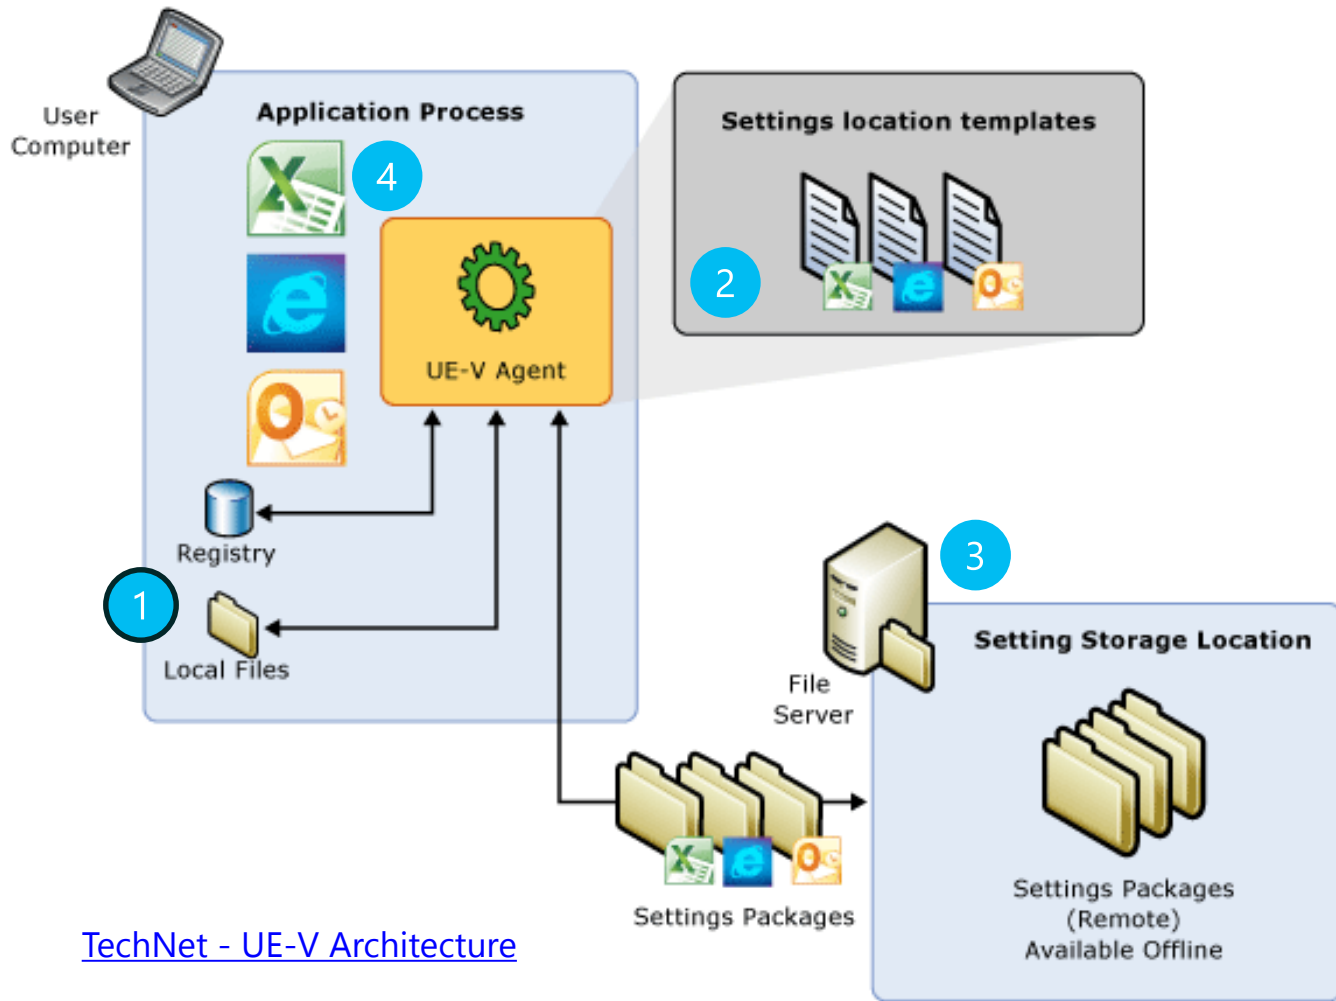 User
Computer
Application Process
4
UE-V Agent
Registry
1
Local Files
Settings location templates
2
3
File
Server
Setting Storage Location
Settings Packages
(Remote)
Available Offline
Settings Packages
TechNet - UE-V Architecture